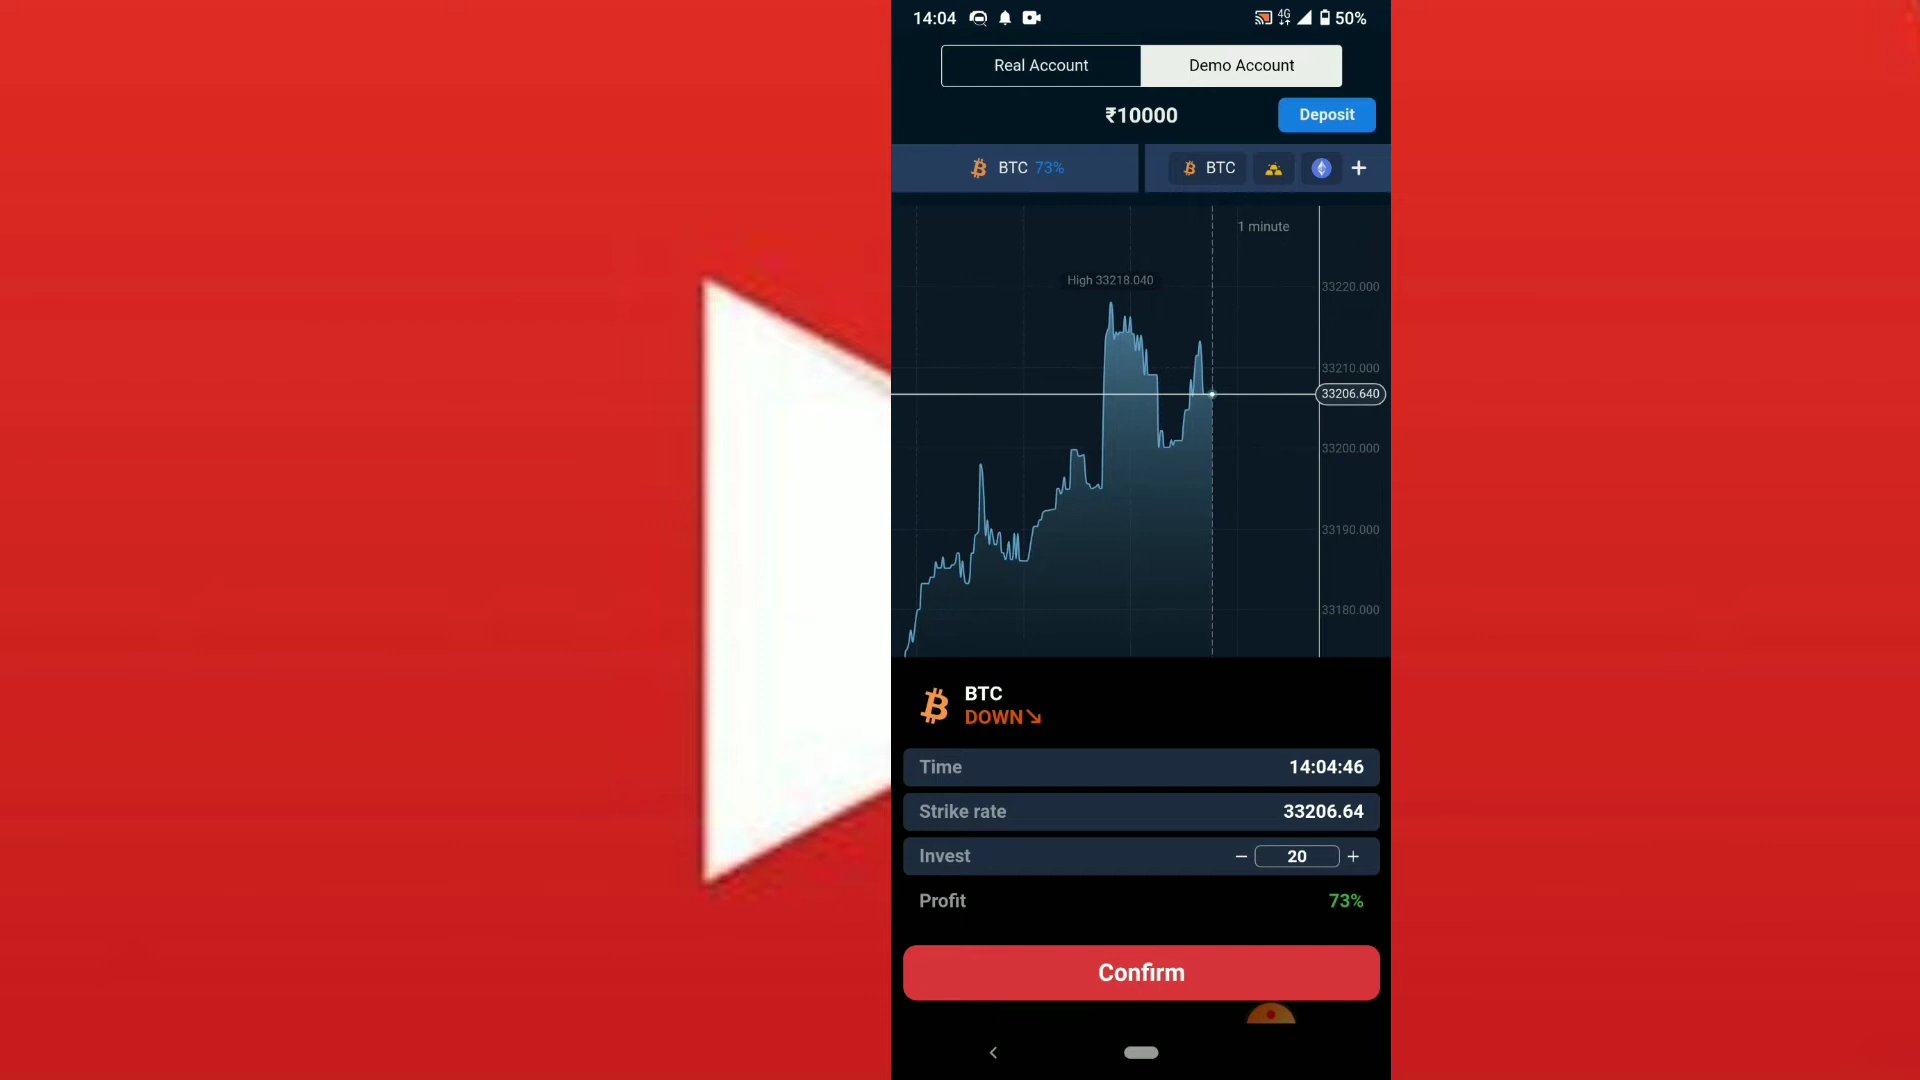 14:04 4G 50%
Real Account Demo Account
₹10000 Deposit
BTC 73% BTC +
1 minute
High 33218.040
33220.000
33210.000
33206.640
33200.000
33190.000
33180.000
BTC
DOWN↘
Time 14:04:46
Strike rate 33206.64
Invest − 20 +
Profit 73%
Confirm